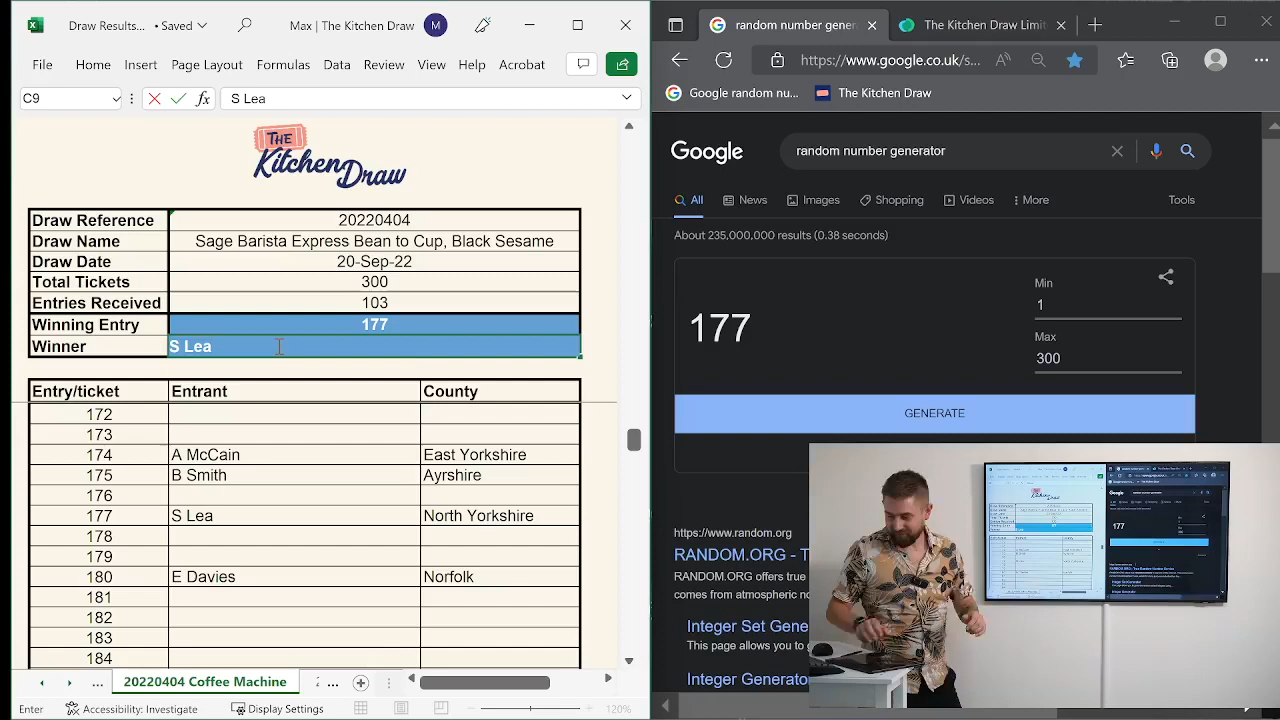 Draw Results... • Saved
Max | The Kitchen Draw
M
File
Home
Insert
Page Layout
Formulas
Data
Review
View
Help
Acrobat
C9
fx
S Lea
THE
Kitchen Draw
Draw Reference 20220404
Draw Name Sage Barista Express Bean to Cup, Black Sesame
Draw Date 20-Sep-22
Total Tickets 300
Entries Received 103
Winning Entry 177
Winner S Lea
Entry/ticket Entrant County
172
173
174 A McCain East Yorkshire
175 B Smith Ayrshire
176
177 S Lea North Yorkshire
178
179
180 E Davies Norfolk
181
182
183
184
... 20220404 Coffee Machine ...
Enter
Accessibility: Investigate
Display Settings
120%
random number gener
The Kitchen Draw Limit
https://www.google.co.uk/s...
Google random nu...
The Kitchen Draw
Google
random number generator
All
News
Images
Shopping
Videos
More
Tools
About 235,000,000 results (0.38 seconds)
177
Min
1
Max
300
GENERATE
https://www.random.org
RANDOM.ORG - T
RANDOM.ORG offers true
comes from atmospheric no
Integer Set Gene
This page allows you to g
Integer Generato
Google
177